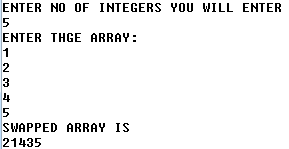 ENTER NO OF INTEGERS YOU WILL ENTER
5
ENTER THGE ARRAY:
1
2
3
4
5
SWAPPED ARRAY IS
21435